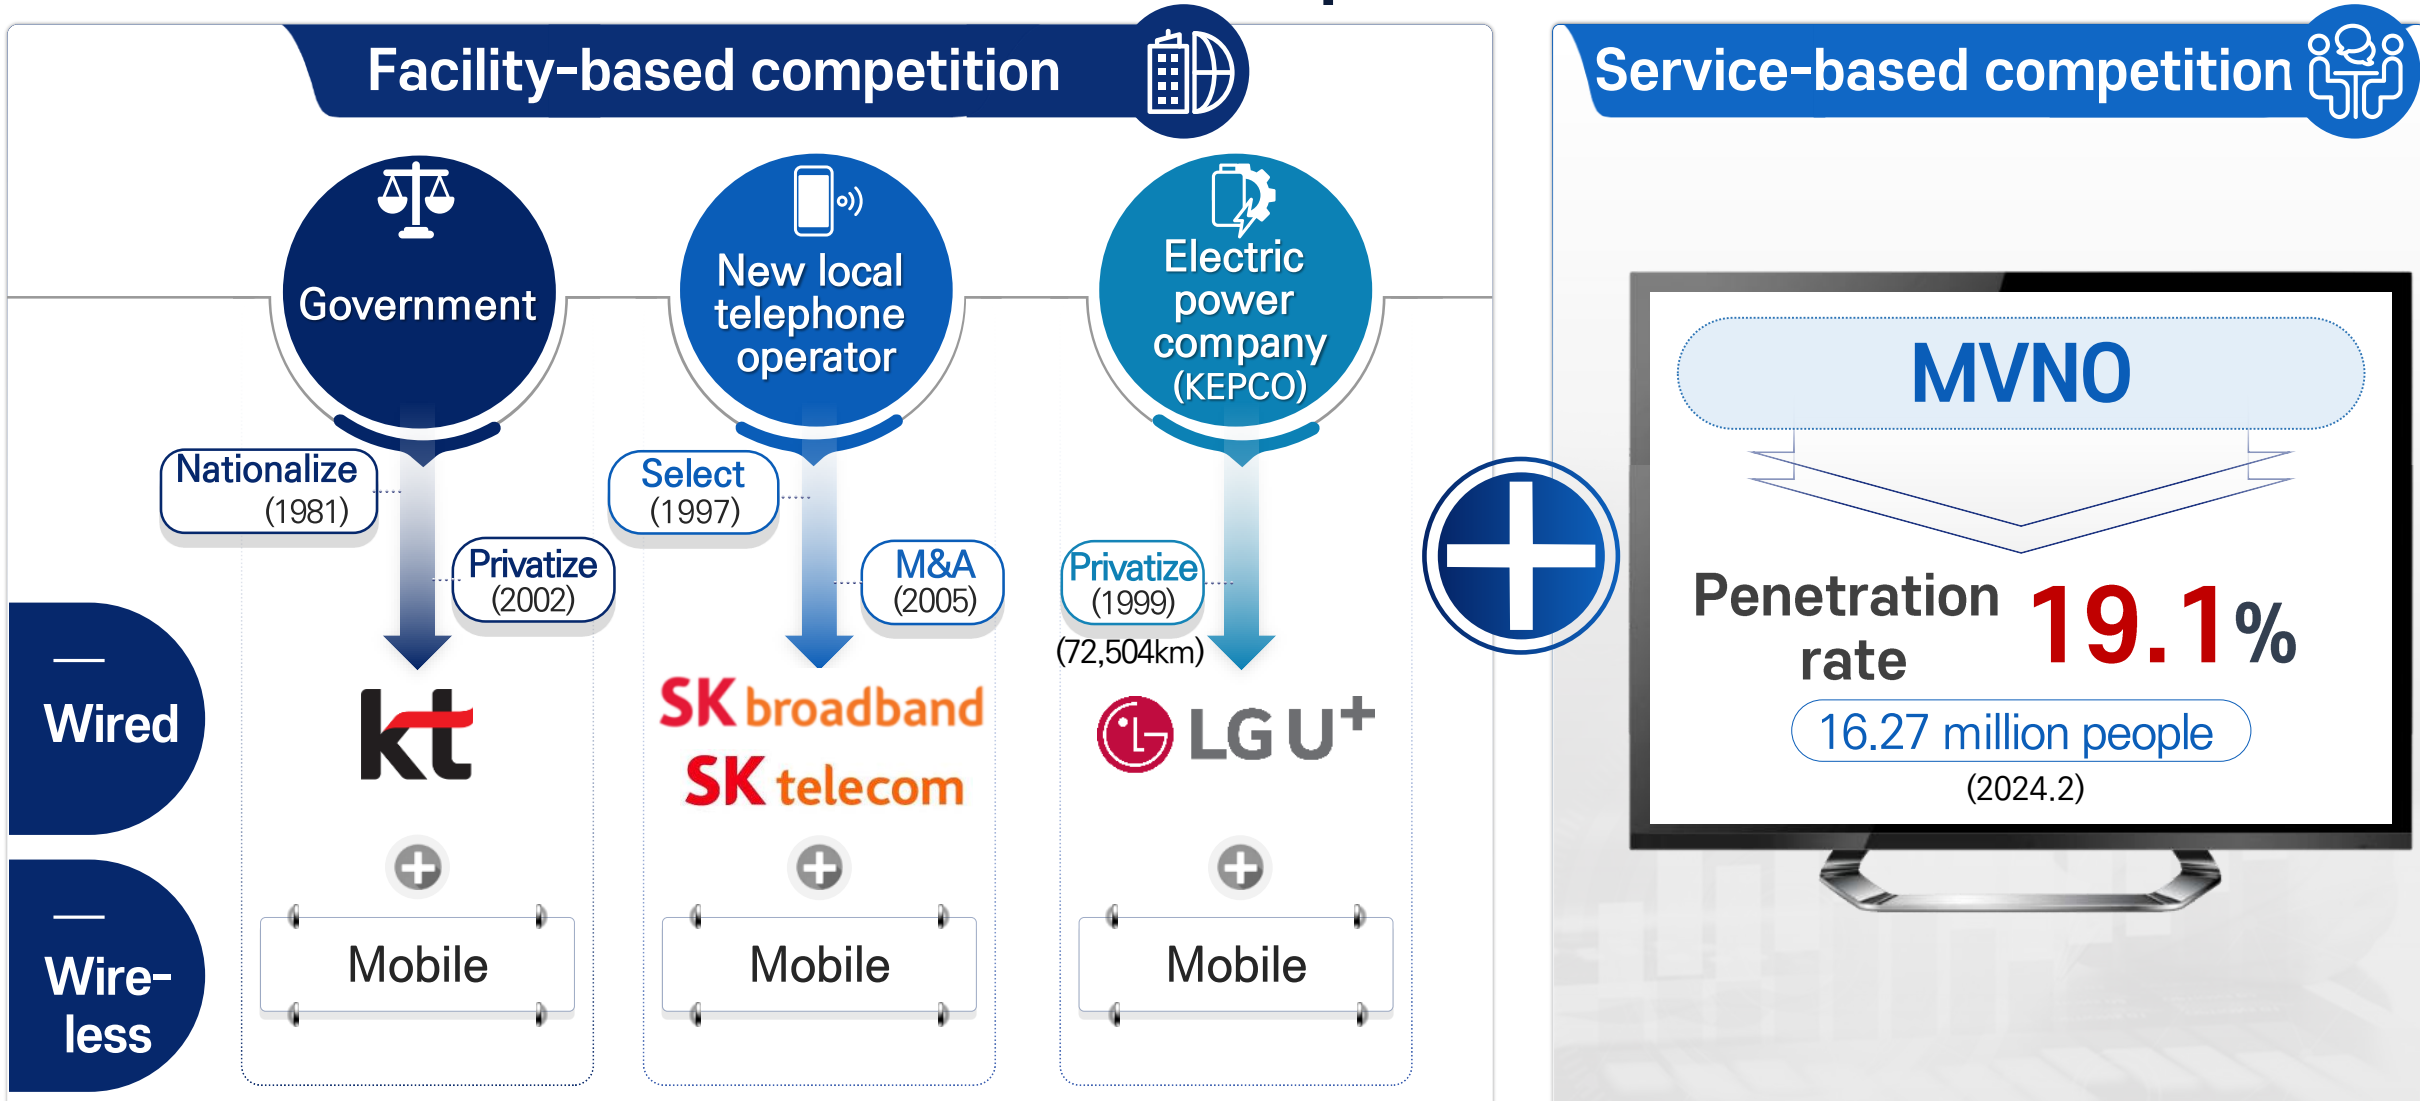 Facility-based competition
Government
Nationalize
(1981)
Privatize
(2002)
kt
New local
telephone
operator
Select
(1997)
M&A
(2005)
SK broadband
SK telecom
Electric
power
company
(KEPCO)
Privatize
(1999)
(72,504km)
LG U+
Wired
Wire-
less
Mobile
Mobile
Mobile
Service-based competition
MVNO
Penetration
rate
19.1%
16.27 million people
(2024.2)